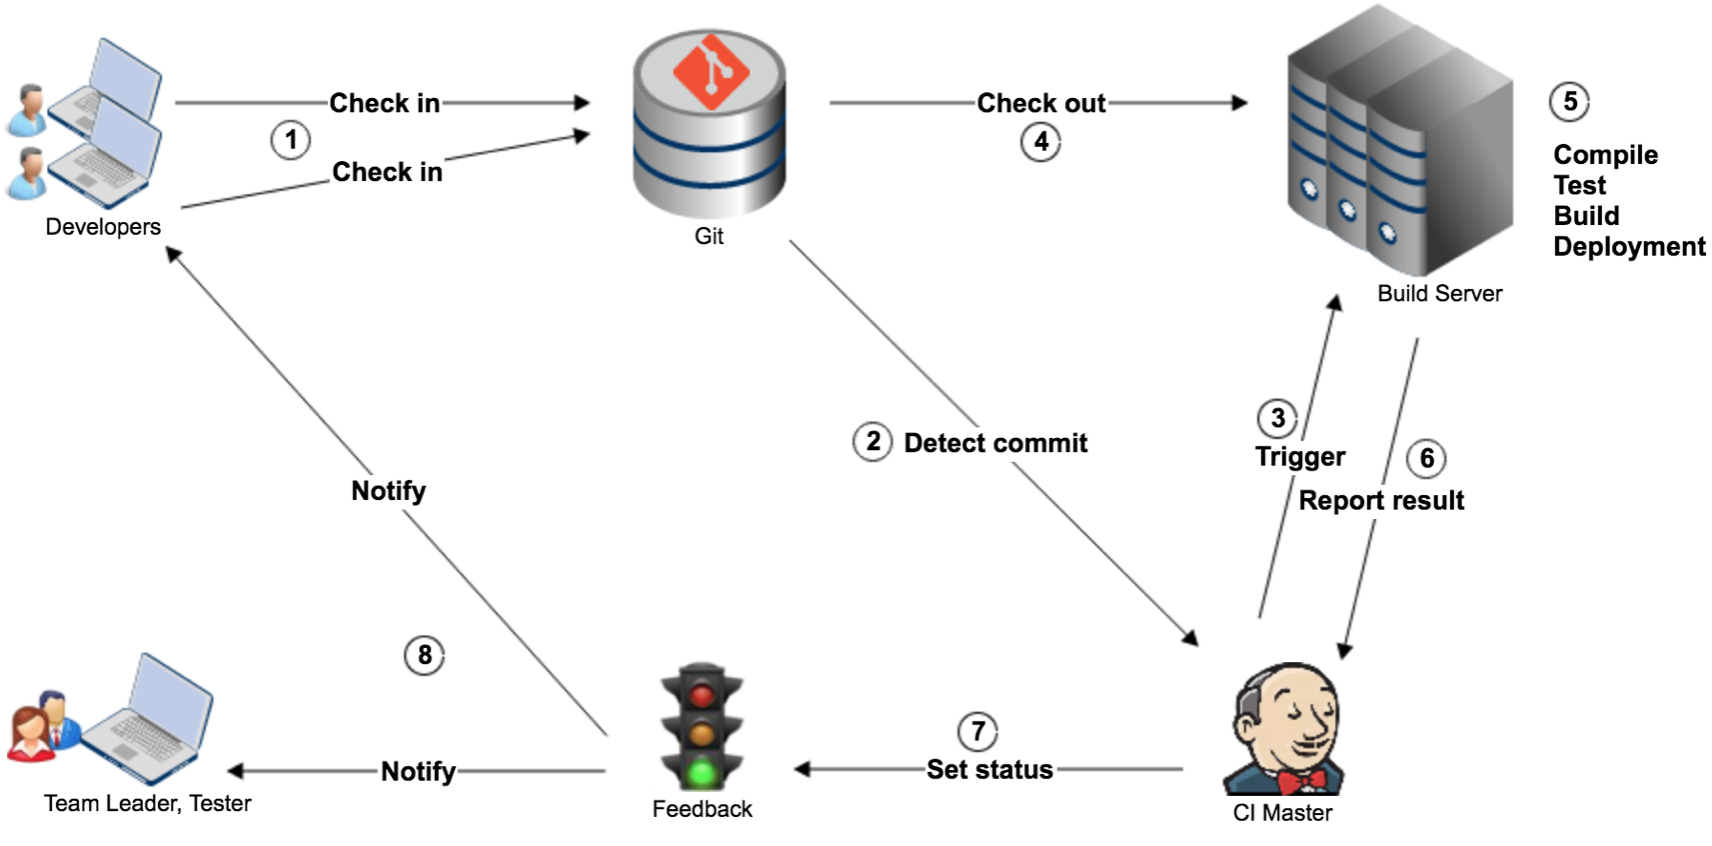 Check in
1
Check in
Developers
Git
Check out
4
5
Compile
Test
Build
Deployment
Build Server
2 Detect commit
3
Trigger
6
Report result
Notify
8
7
Set status
Notify
Team Leader, Tester
Feedback
CI Master